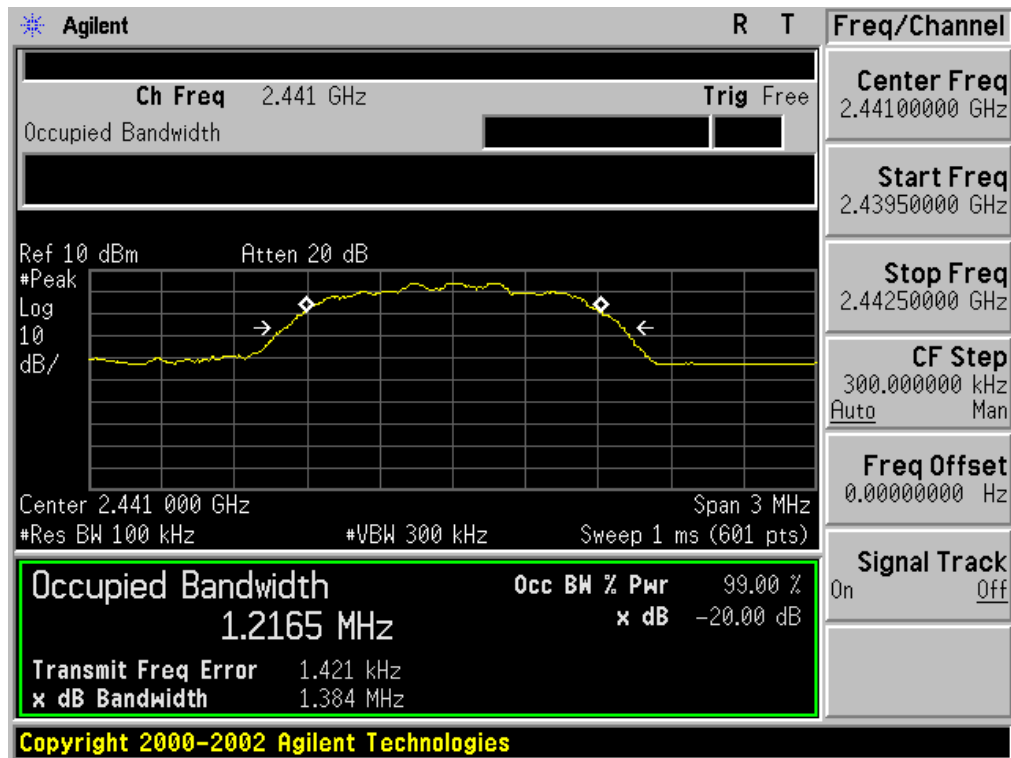 Agilent R T
Freq/Channel
Ch Freq 2.441 GHz Trig Free
Occupied Bandwidth
Center Freq
2.44100000 GHz
Start Freq
2.43950000 GHz
Stop Freq
2.44250000 GHz
CF Step
300.000000 kHz
Auto Man
Freq Offset
0.00000000 Hz
Signal Track
On Off
Ref 10 dBm Atten 20 dB
#Peak
Log
10
dB/
Center 2.441 000 GHz Span 3 MHz
#Res BW 100 kHz #VBW 300 kHz Sweep 1 ms (601 pts)
Occupied Bandwidth Occ BW % Pwr 99.00 %
1.2165 MHz x dB -20.00 dB
Transmit Freq Error 1.421 kHz
x dB Bandwidth 1.384 MHz
Copyright 2000-2002 Agilent Technologies